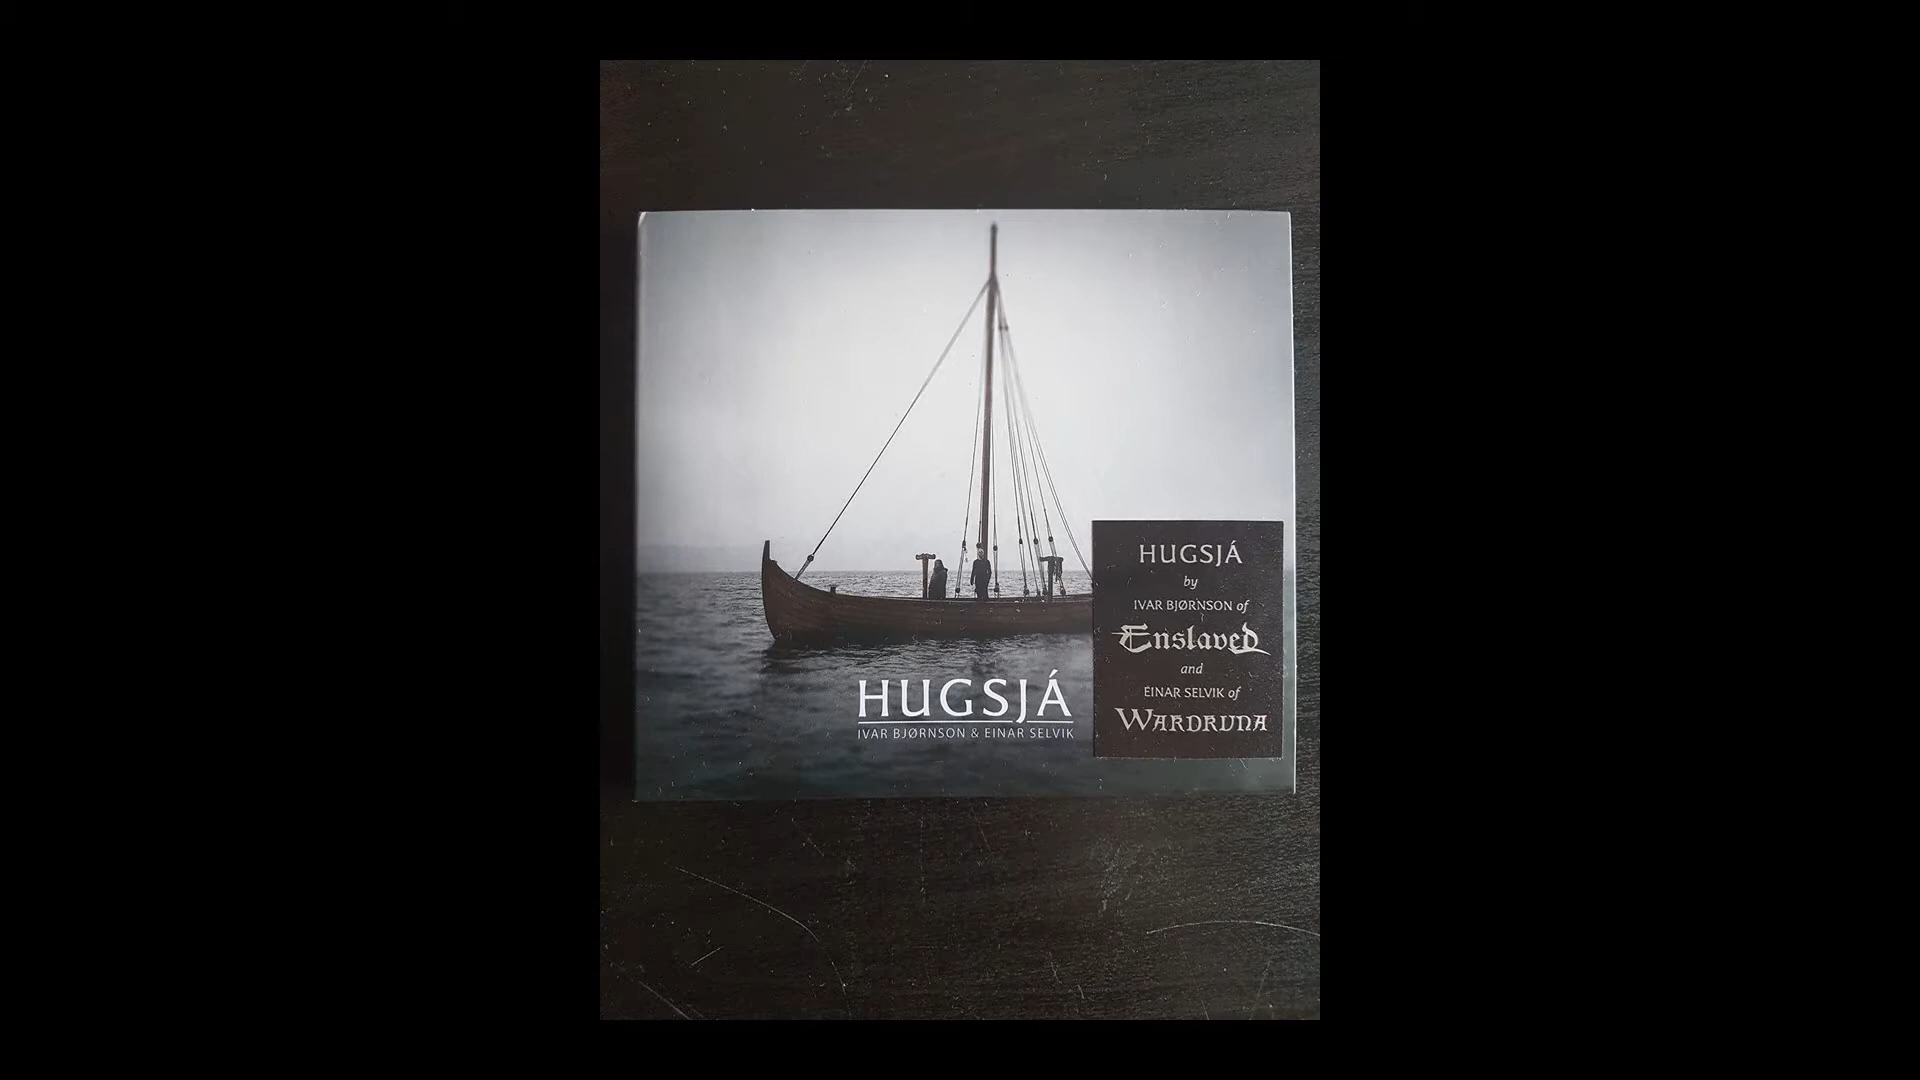 HUGSJÁ
IVAR BJØRNSON & EINAR SELVIK
HUGSJÁ
by
IVAR BJØRNSON of
Enslaved
and
EINAR SELVIK of
WARDRUNA